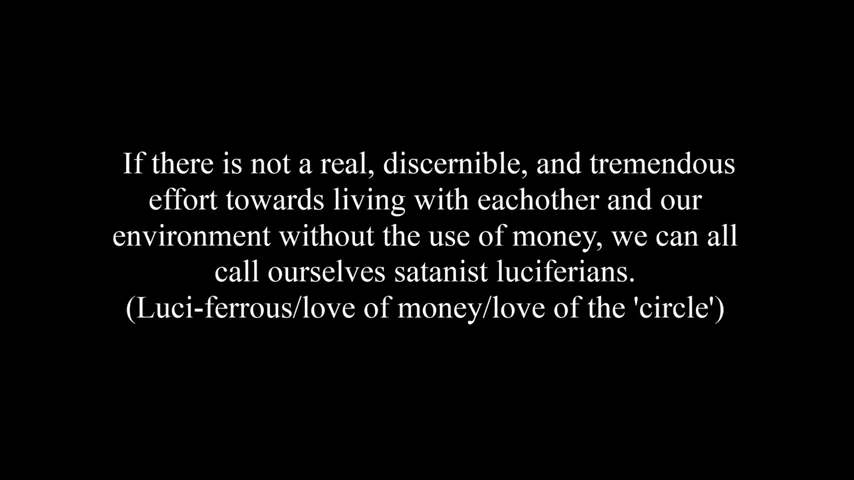 If there is not a real, discernible, and tremendous
effort towards living with eachother and our
environment without the use of money, we can all
call ourselves satanist luciferians.
(Luci-ferrous/love of money/love of the 'circle')